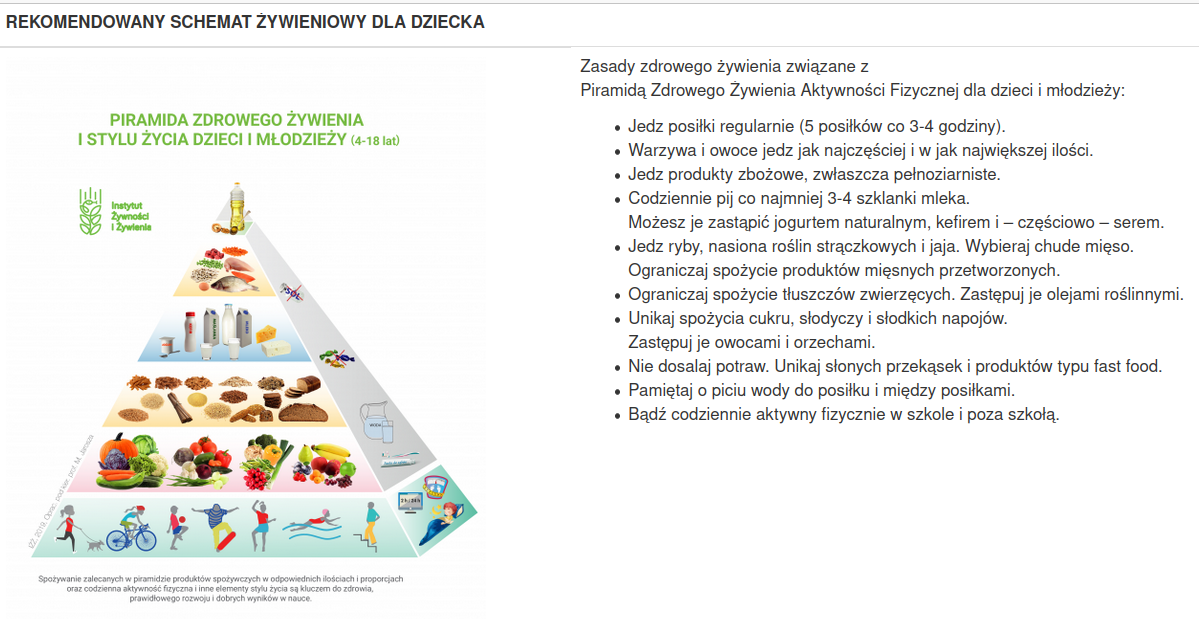 REKOMENDOWANY SCHEMAT ŻYWIENIOWY DLA DZIECKA
PIRAMIDA ZDROWEGO ŻYWIENIA
I STYLU ŻYCIA DZIECI I MŁODZIEŻY (4-18 lat)
Instytut
Żywności
i Żywienia
SÓL
WODA
IŻŻ, 2019, Oprac. pod kier. prof. M. Jarosza
Spożywanie zalecanych w piramidzie produktów spożywczych w odpowiednich ilościach i proporcjach
oraz codzienna aktywność fizyczna i inne elementy stylu życia są kluczem do zdrowia,
prawidłowego rozwoju i dobrych wyników w nauce.
Zasady zdrowego żywienia związane z
Piramidą Zdrowego Żywienia Aktywności Fizycznej dla dzieci i młodzieży:
• Jedz posiłki regularnie (5 posiłków co 3-4 godziny).
• Warzywa i owoce jedz jak najczęściej i w jak największej ilości.
• Jedz produkty zbożowe, zwłaszcza pełnoziarniste.
• Codziennie pij co najmniej 3-4 szklanki mleka.
Możesz je zastąpić jogurtem naturalnym, kefirem i – częściowo – serem.
• Jedz ryby, nasiona roślin strączkowych i jaja. Wybieraj chude mięso.
Ograniczaj spożycie produktów mięsnych przetworzonych.
• Ograniczaj spożycie tłuszczów zwierzęcych. Zastępuj je olejami roślinnymi.
• Unikaj spożycia cukru, słodyczy i słodkich napojów.
Zastępuj je owocami i orzechami.
• Nie dosalaj potraw. Unikaj słonych przekąsek i produktów typu fast food.
• Pamiętaj o piciu wody do posiłku i między posiłkami.
• Bądź codziennie aktywny fizycznie w szkole i poza szkołą.